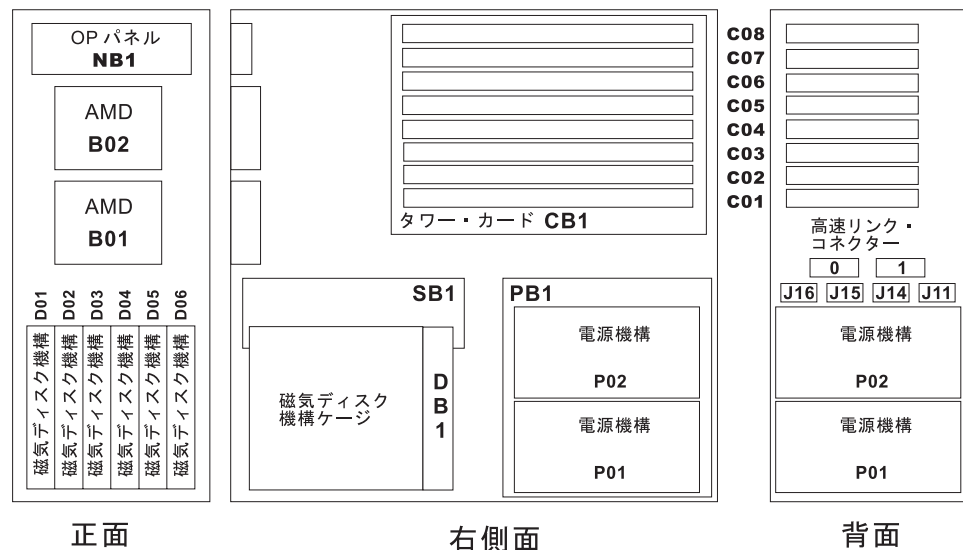 OP パネル
NB1
AMD
B02
AMD
B01
D01
D02
D03
D04
D05
D06
磁気ディスク機構
磁気ディスク機構
磁気ディスク機構
磁気ディスク機構
磁気ディスク機構
磁気ディスク機構
正面
タワー・カード CB1
SB1
磁気ディスク
機構ケージ
DB1
PB1
電源機構
P02
電源機構
P01
右側面
C08
C07
C06
C05
C04
C03
C02
C01
高速リンク・
コネクター
0 1
J16 J15 J14 J11
電源機構
P02
電源機構
P01
背面